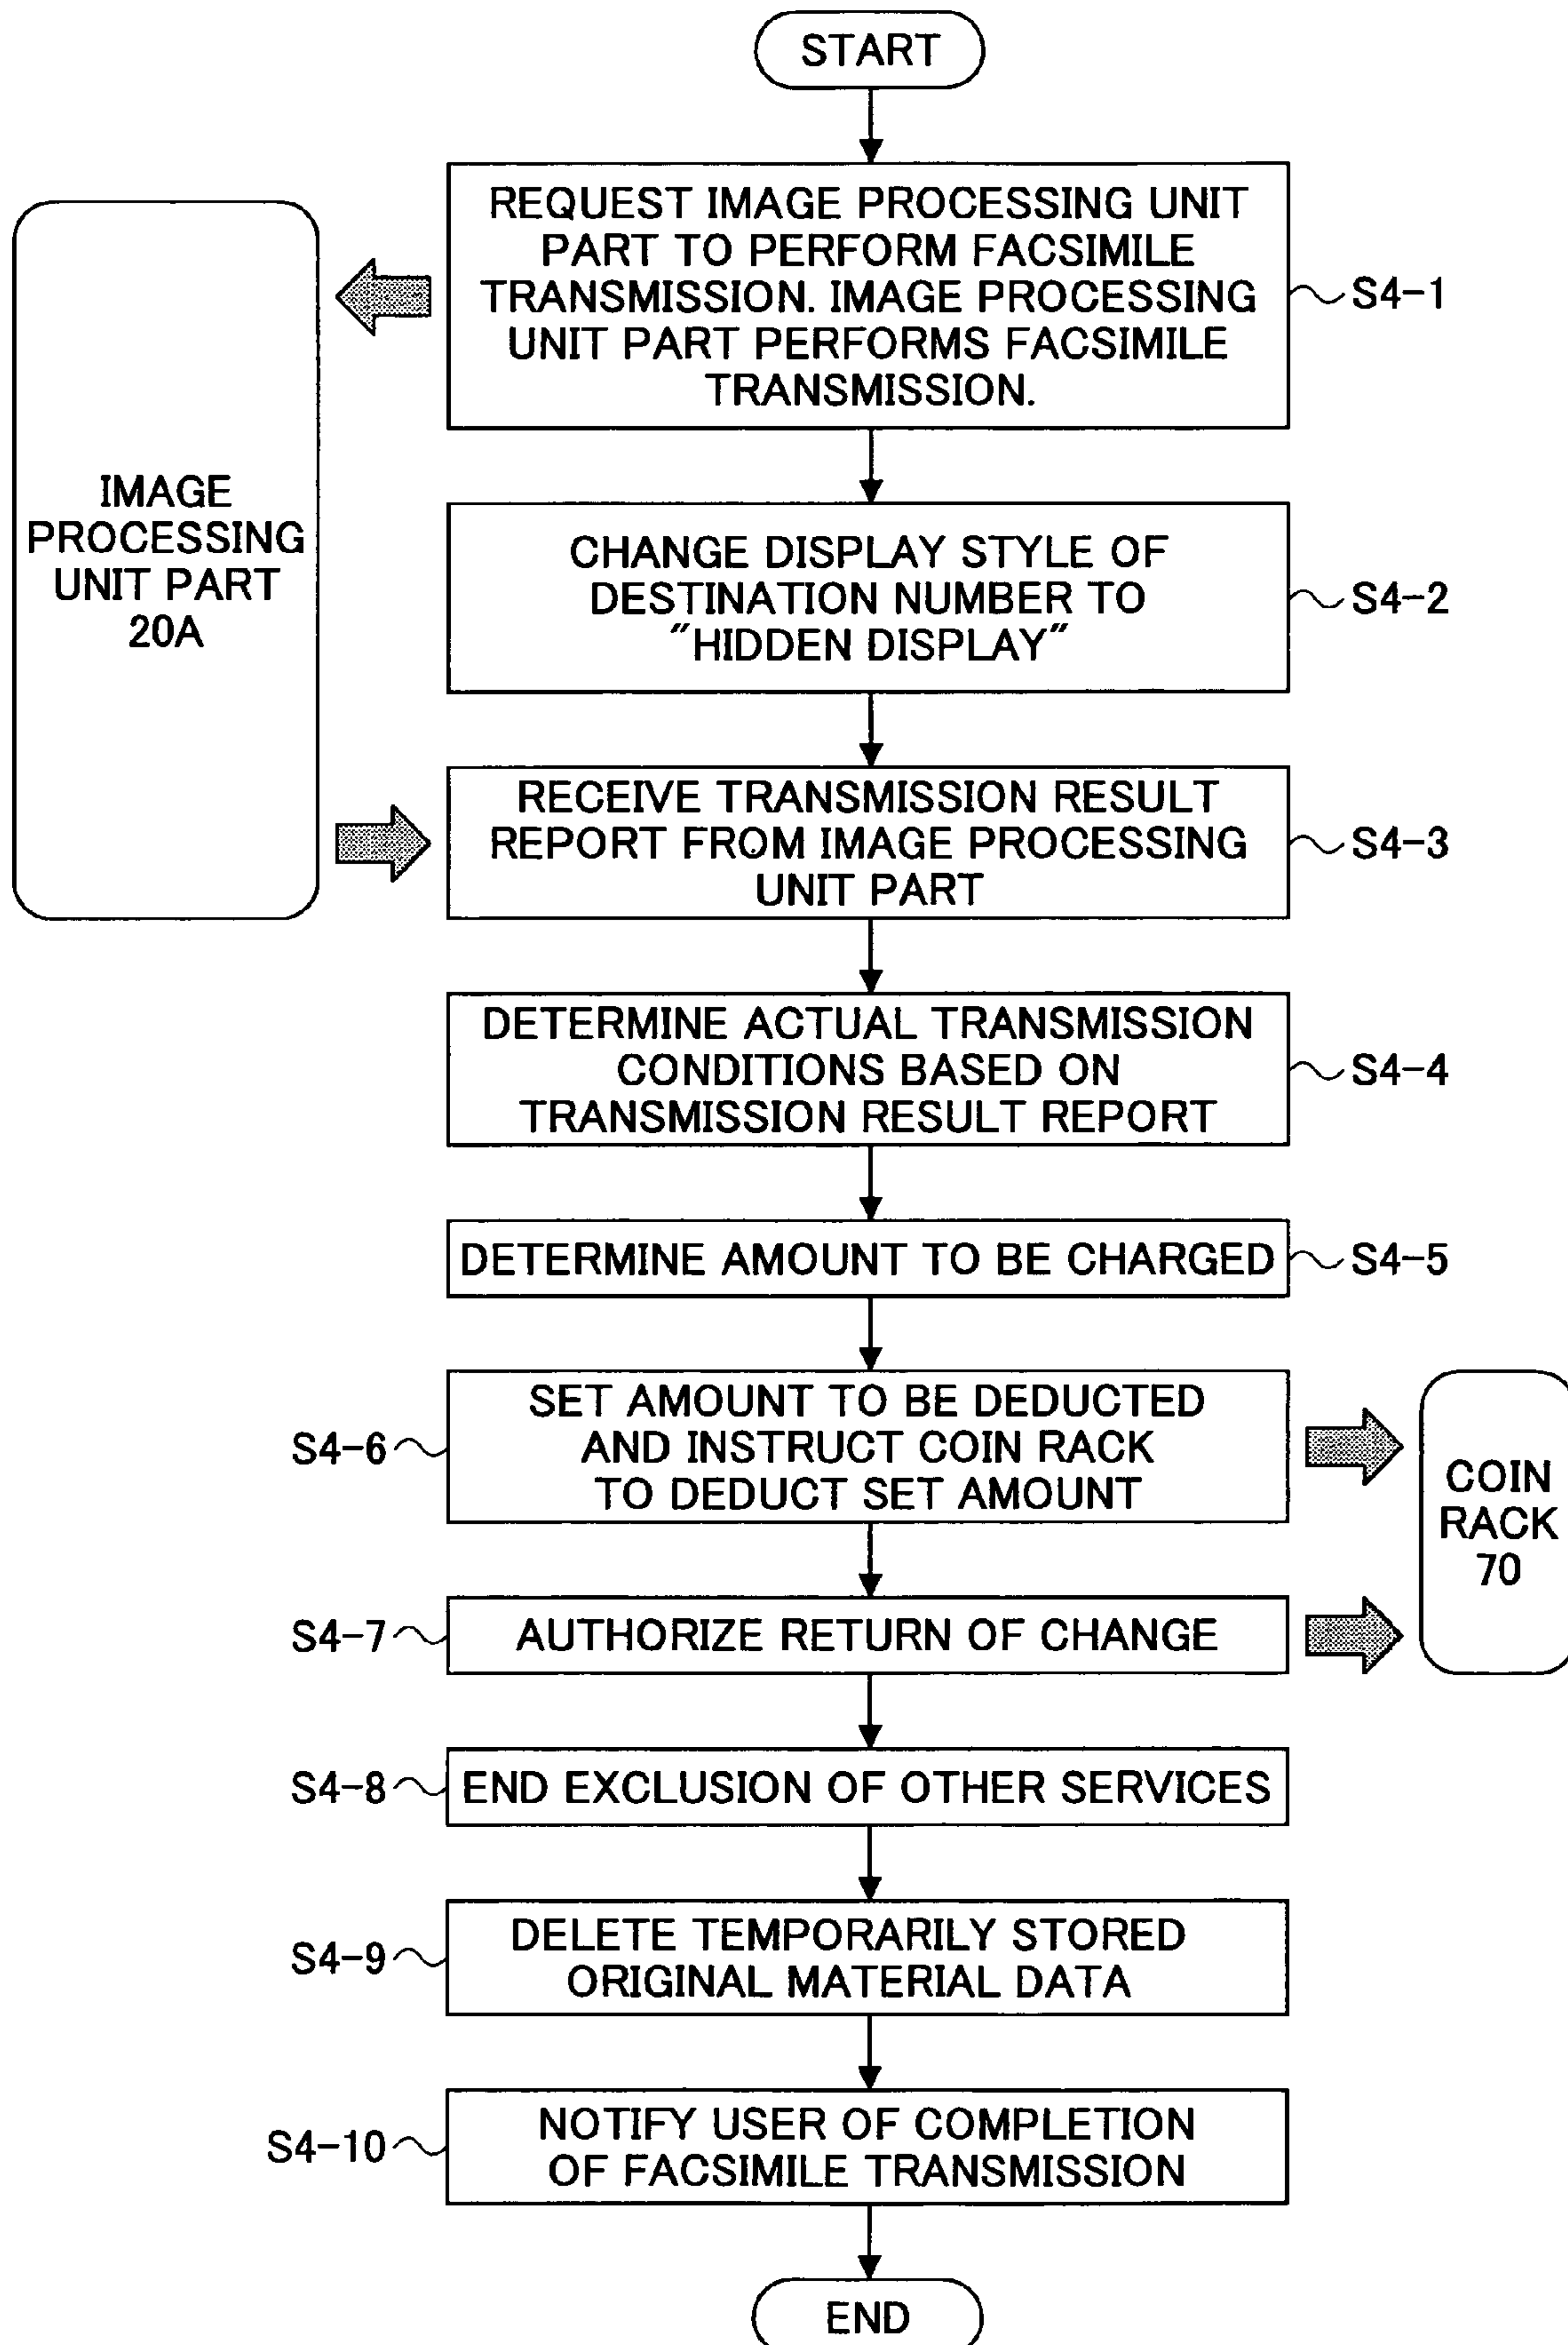 START
REQUEST IMAGE PROCESSING UNIT
PART TO PERFORM FACSIMILE
TRANSMISSION. IMAGE PROCESSING
UNIT PART PERFORMS FACSIMILE
TRANSMISSION.
S4-1
IMAGE
PROCESSING
UNIT PART
20A
CHANGE DISPLAY STYLE OF
DESTINATION NUMBER TO
"HIDDEN DISPLAY"
S4-2
RECEIVE TRANSMISSION RESULT
REPORT FROM IMAGE PROCESSING
UNIT PART
S4-3
DETERMINE ACTUAL TRANSMISSION
CONDITIONS BASED ON
TRANSMISSION RESULT REPORT
S4-4
DETERMINE AMOUNT TO BE CHARGED
S4-5
S4-6
SET AMOUNT TO BE DEDUCTED
AND INSTRUCT COIN RACK
TO DEDUCT SET AMOUNT
COIN
RACK
70
S4-7
AUTHORIZE RETURN OF CHANGE
S4-8
END EXCLUSION OF OTHER SERVICES
S4-9
DELETE TEMPORARILY STORED
ORIGINAL MATERIAL DATA
S4-10
NOTIFY USER OF COMPLETION
OF FACSIMILE TRANSMISSION
END